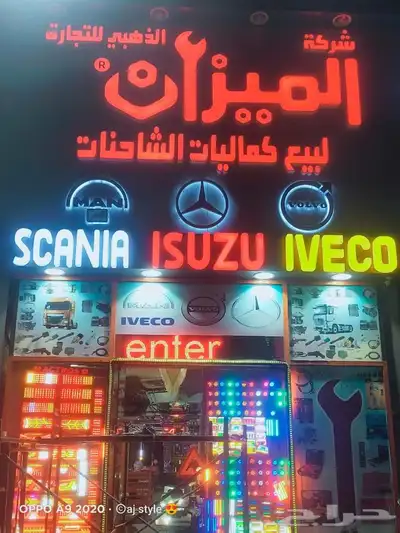 شركة الميزان الذهبي للتجارة
®
لبيع كماليات الشاحنات
MAN
VOLVO
SCANIA ISUZU IVECO
IVECO
enter
OPPO A9 2020 · ©aj style😍
حراج